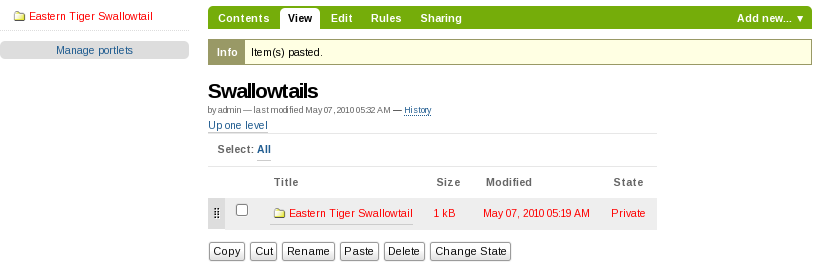 Eastern Tiger Swallowtail
Manage portlets
Contents View Edit Rules Sharing Add new... ▼
Info Item(s) pasted.
Swallowtails
by admin — last modified May 07, 2010 05:32 AM — History
Up one level
Select: All
Title Size Modified State
Eastern Tiger Swallowtail 1 kB May 07, 2010 05:19 AM Private
Copy Cut Rename Paste Delete Change State